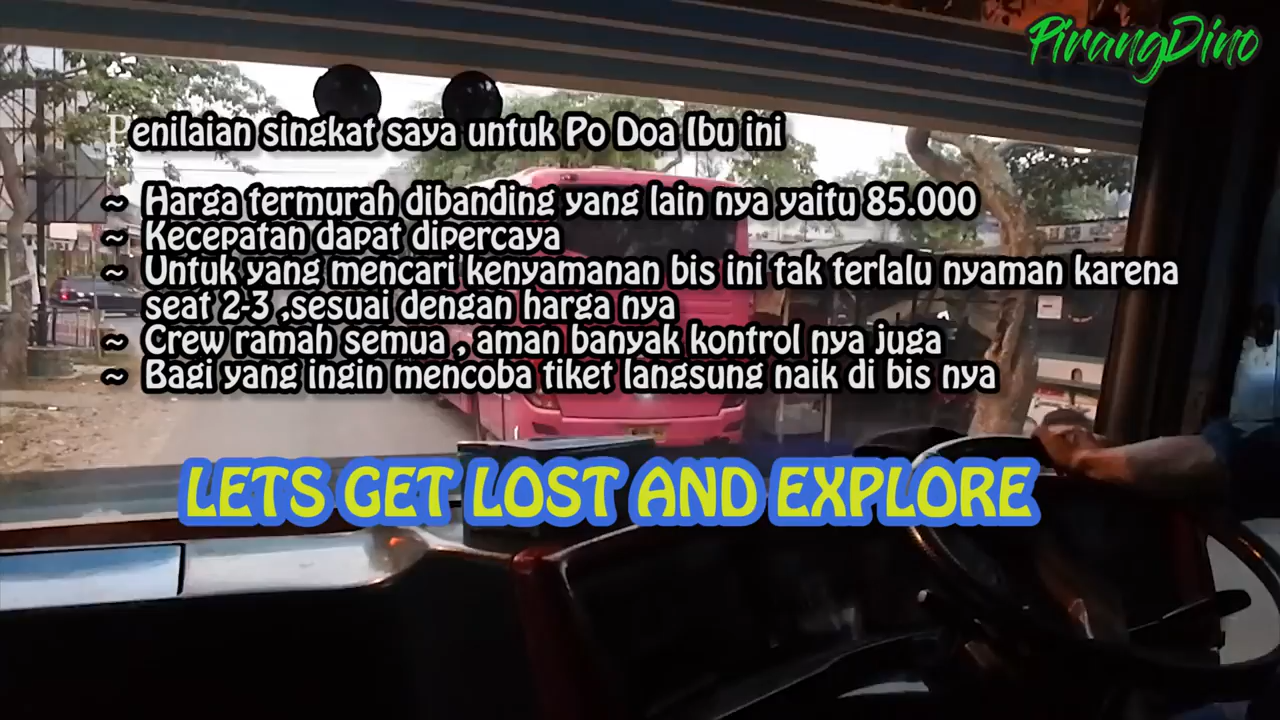 PirangDino
Penilaian singkat saya untuk Po Doa Ibu ini
~ Harga termurah dibanding yang lain nya yaitu 85.000
~ Kecepatan dapat dipercaya
~ Untuk yang mencari kenyamanan bis ini tak terlalu nyaman karena
seat 2-3 ,sesuai dengan harga nya
~ Crew ramah semua , aman banyak kontrol nya juga
~ Bagi yang ingin mencoba tiket langsung naik di bis nya
LETS GET LOST AND EXPLORE